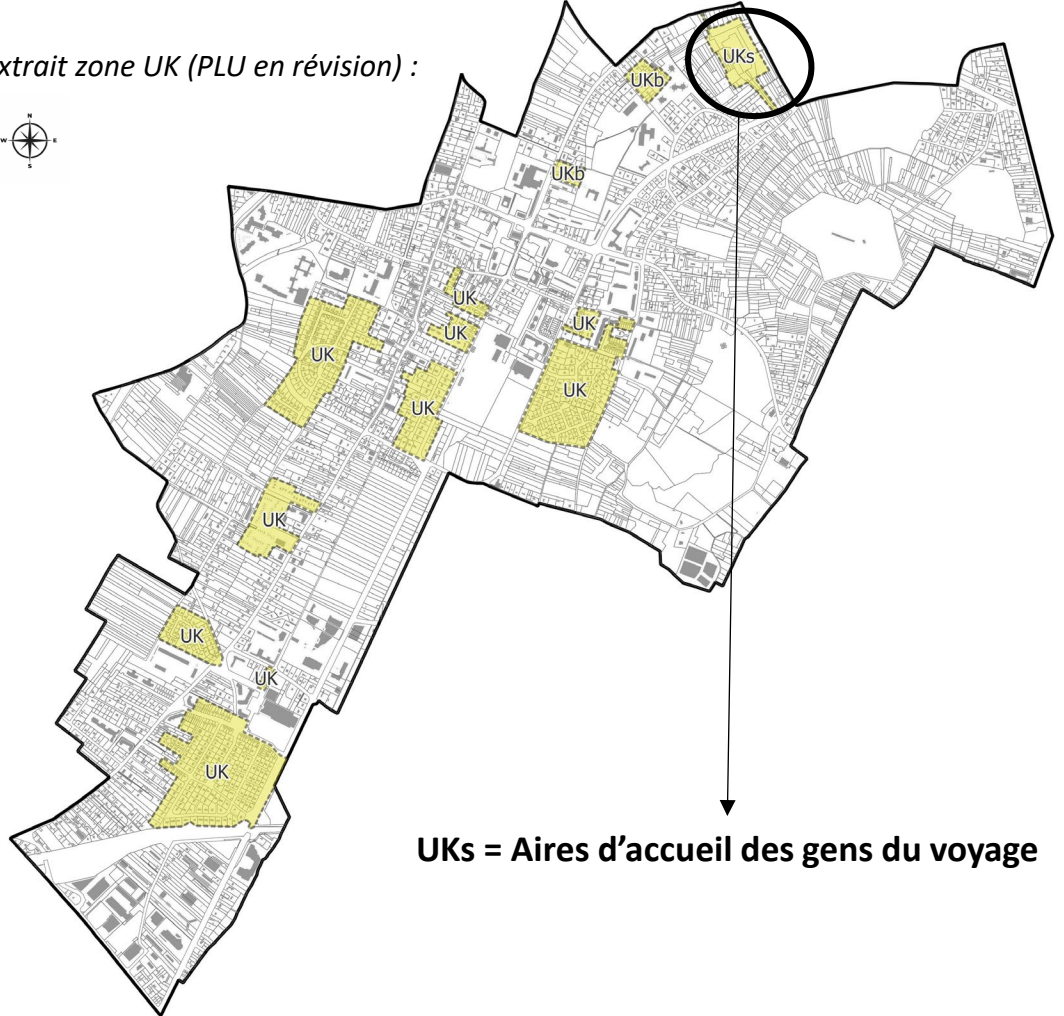 xtrait zone UK (PLU en révision) :
N
W E
S
UKs
UKb
UKb
UK
UK
UK
UK
UK
UK
UK
UK
UK
UK
UKs = Aires d’accueil des gens du voyage